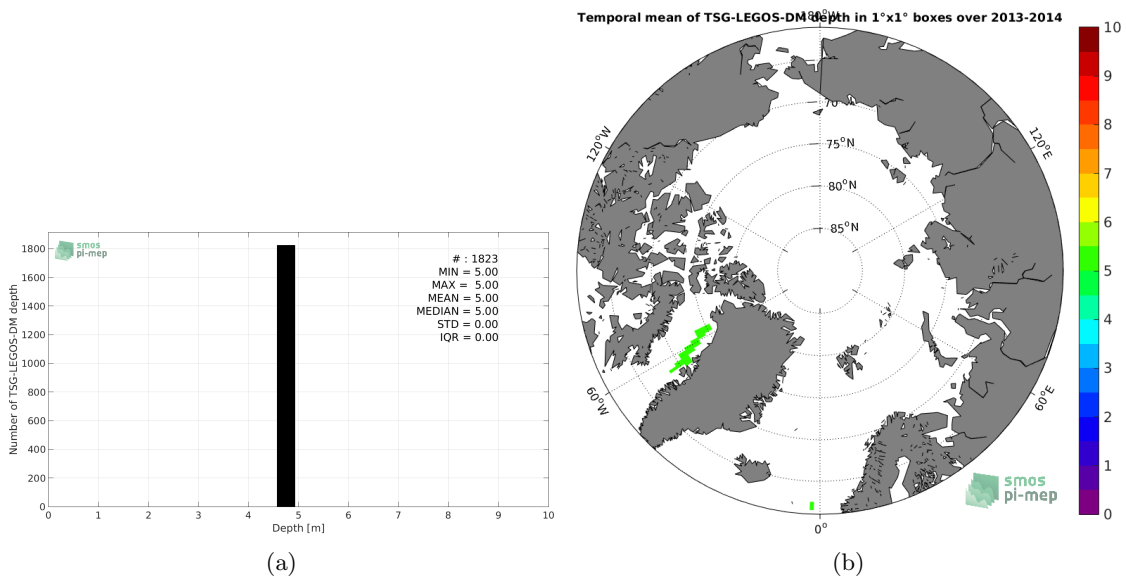 Temporal mean of TSG-LEGOS-DM depth in 1°x1° boxes over 2013-2014
180°W
smos
pi-mep
# : 1823
MIN = 5.00
MAX = 5.00
MEAN = 5.00
MEDIAN = 5.00
STD = 0.00
IQR = 0.00
Number of TSG-LEGOS-DM depth
1800
1600
1400
1200
1000
800
600
400
200
0
0 1 2 3 4 5 6 7 8 9 10
Depth [m]
(a)
120°W
120°E
70°N
75°N
80°N
85°N
60°W
60°E
0°
smos
pi-mep
10
9
8
7
6
5
4
3
2
1
0
(b)